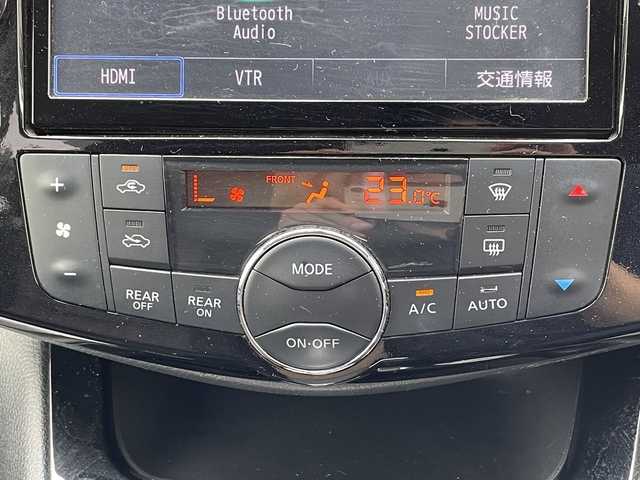 Bluetooth
Audio
MUSIC
STOCKER
HDMI
VTR
交通情報
FRONT
23.0℃
MODE
REAR
OFF
REAR
ON
A/C
AUTO
ON·OFF